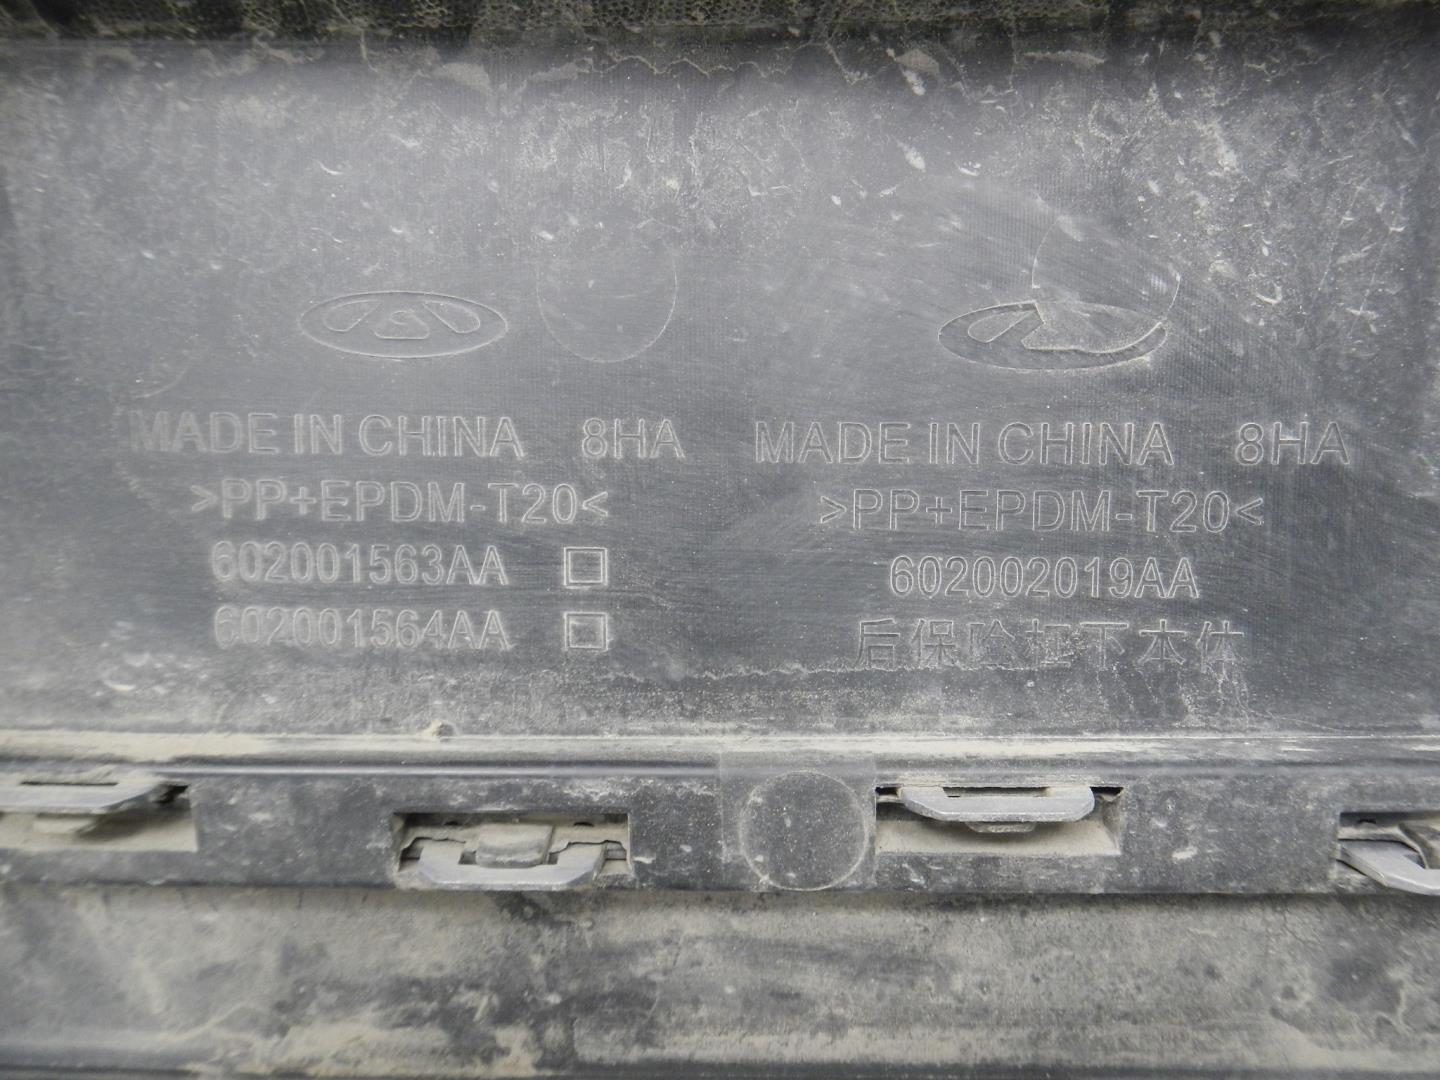 MADE IN CHINA 8HA
>PP+EPDM-T20<
602001563AA
602001564AA
MADE IN CHINA 8HA
>PP+EPDM-T20<
602002019AA
后保险杠下本体